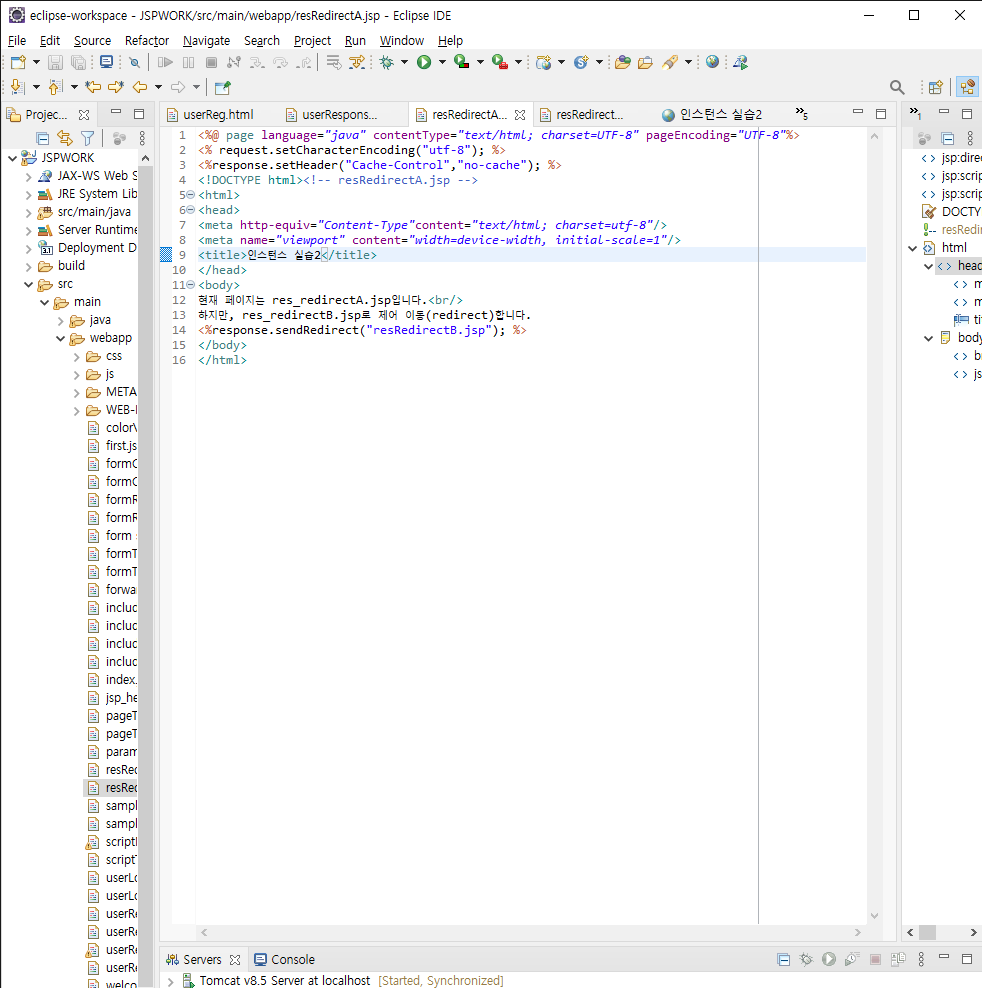 eclipse-workspace - JSPWORK/src/main/webapp/resRedirectA.jsp - Eclipse IDE
File Edit Source Refactor Navigate Search Project Run Window Help
Projec...
userReg.html
userRespons...
resRedirectA...
resRedirect...
인스턴스 실습2
»5
»1
JSPWORK
JAX-WS Web S
JRE System Lib
src/main/java
Server Runtime
Deployment D
build
src
main
java
webapp
css
js
META
WEB-I
color\
first.js
formC
formC
formR
formR
form
formT
formT
forwa
includ
includ
includ
includ
index.
jsp_he
pageT
pageT
param
resRed
resRed
sampl
sampl
scriptl
scriptT
userLo
userLo
userRe
userRe
userRe
userRe
welco
1 <%@ page language="java" contentType="text/html; charset=UTF-8" pageEncoding="UTF-8"%>
2 <% request.setCharacterEncoding("utf-8"); %>
3 <%response.setHeader("Cache-Control","no-cache"); %>
4 <!DOCTYPE html><!-- resRedirectA.jsp -->
5 <html>
6 <head>
7 <meta http-equiv="Content-Type"content="text/html; charset=utf-8"/>
8 <meta name="viewport" content="width=device-width, initial-scale=1"/>
9 <title>인스턴스 실습2</title>
10 </head>
11 <body>
12 현재 페이지는 res_redirectA.jsp입니다.<br/>
13 하지만, res_redirectB.jsp로 제어 이동(redirect)합니다.
14 <%response.sendRedirect("resRedirectB.jsp"); %>
15 </body>
16 </html>
jsp:dire
jsp:scri
jsp:scri
DOCTY
resRedi
html
head
m
m
tit
body
b
js
Servers
Console
Tomcat v8.5 Server at localhost [Started, Synchronized]